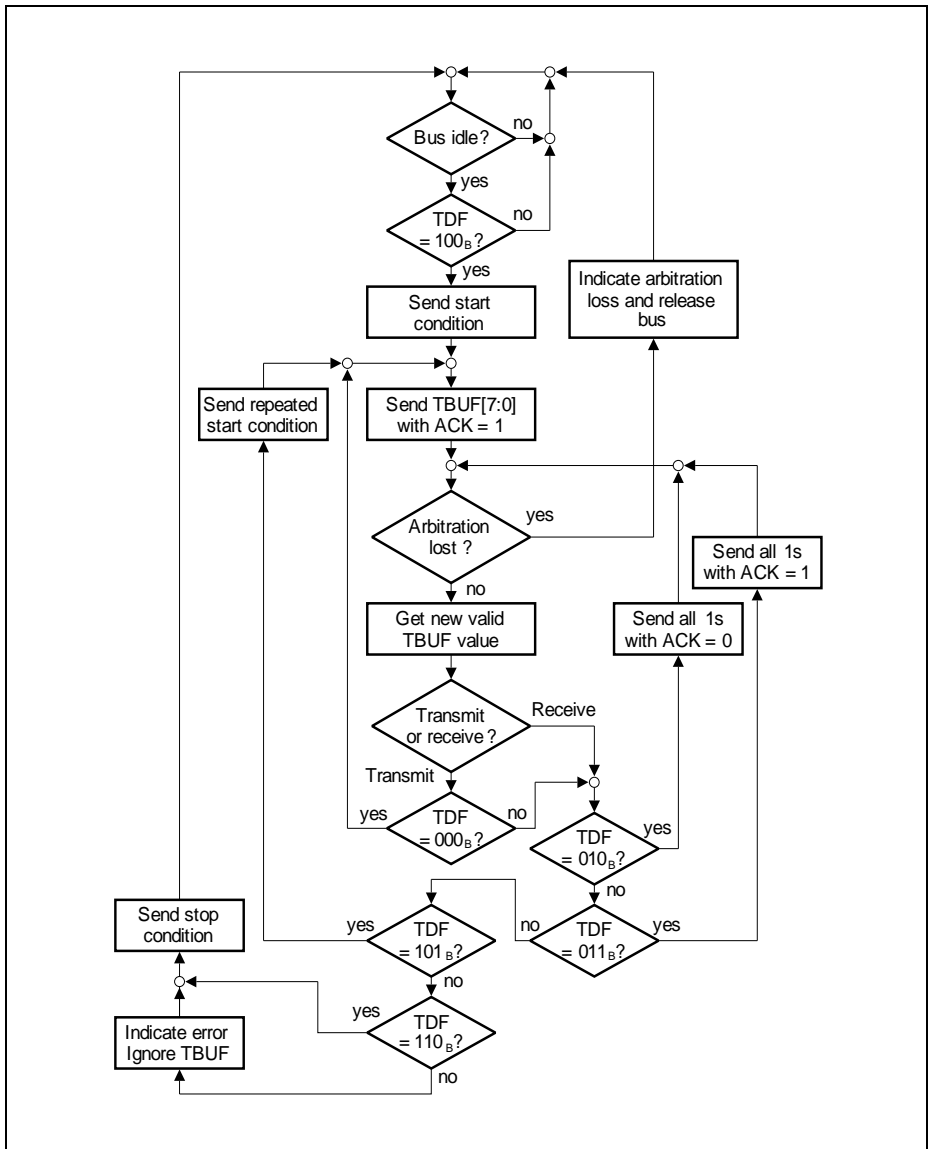 Bus idle?
no
yes
TDF
= 100B?
no
yes
Send start
condition
Indicate arbitration
loss and release
bus
Send repeated
start condition
Send TBUF[7:0]
with ACK = 1
Arbitration
lost ?
yes
no
Send all 1s
with ACK = 1
Get new valid
TBUF value
Send all 1s
with ACK = 0
Transmit
or receive ?
Receive
Transmit
TDF
= 000B?
yes
no
TDF
= 010B?
yes
no
Send stop
condition
yes
TDF
= 101B?
no
no
TDF
= 011B?
yes
Indicate error
Ignore TBUF
yes
TDF
= 110B?
no